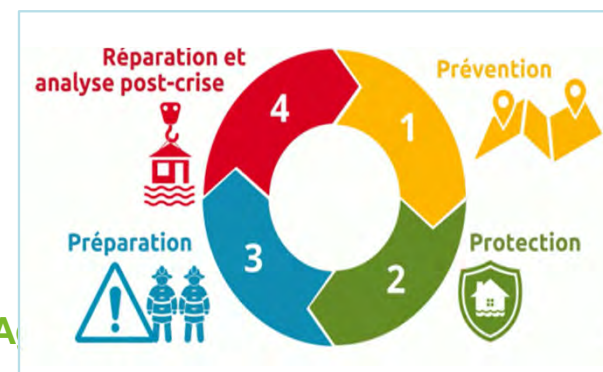 Réparation et
analyse post-crise
Prévention
4
1
Préparation
Protection
3
2